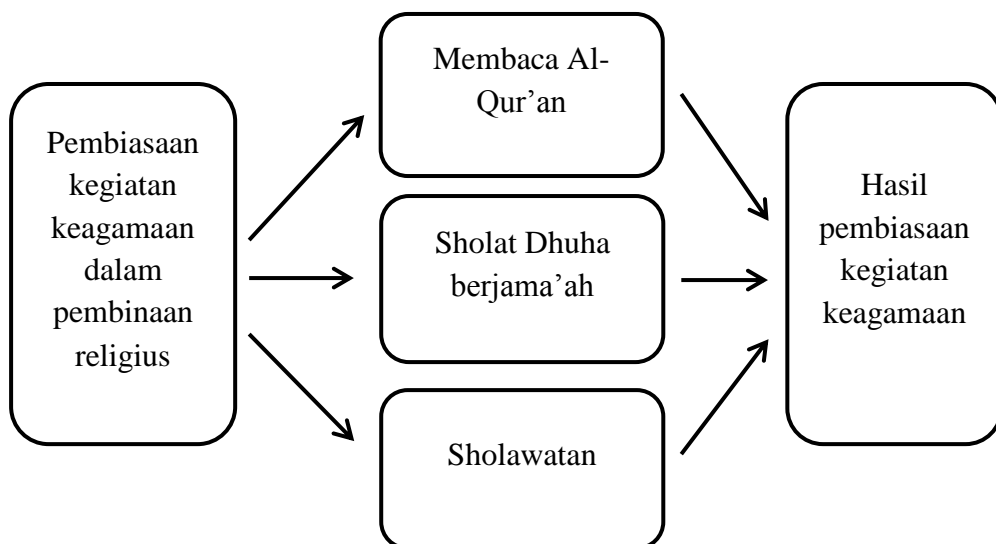 Pembiasaan
kegiatan
keagamaan
dalam
pembinaan
religius
Membaca Al-
Qur’an
Sholat Dhuha
berjama’ah
Sholawatan
Hasil
pembiasaan
kegiatan
keagamaan